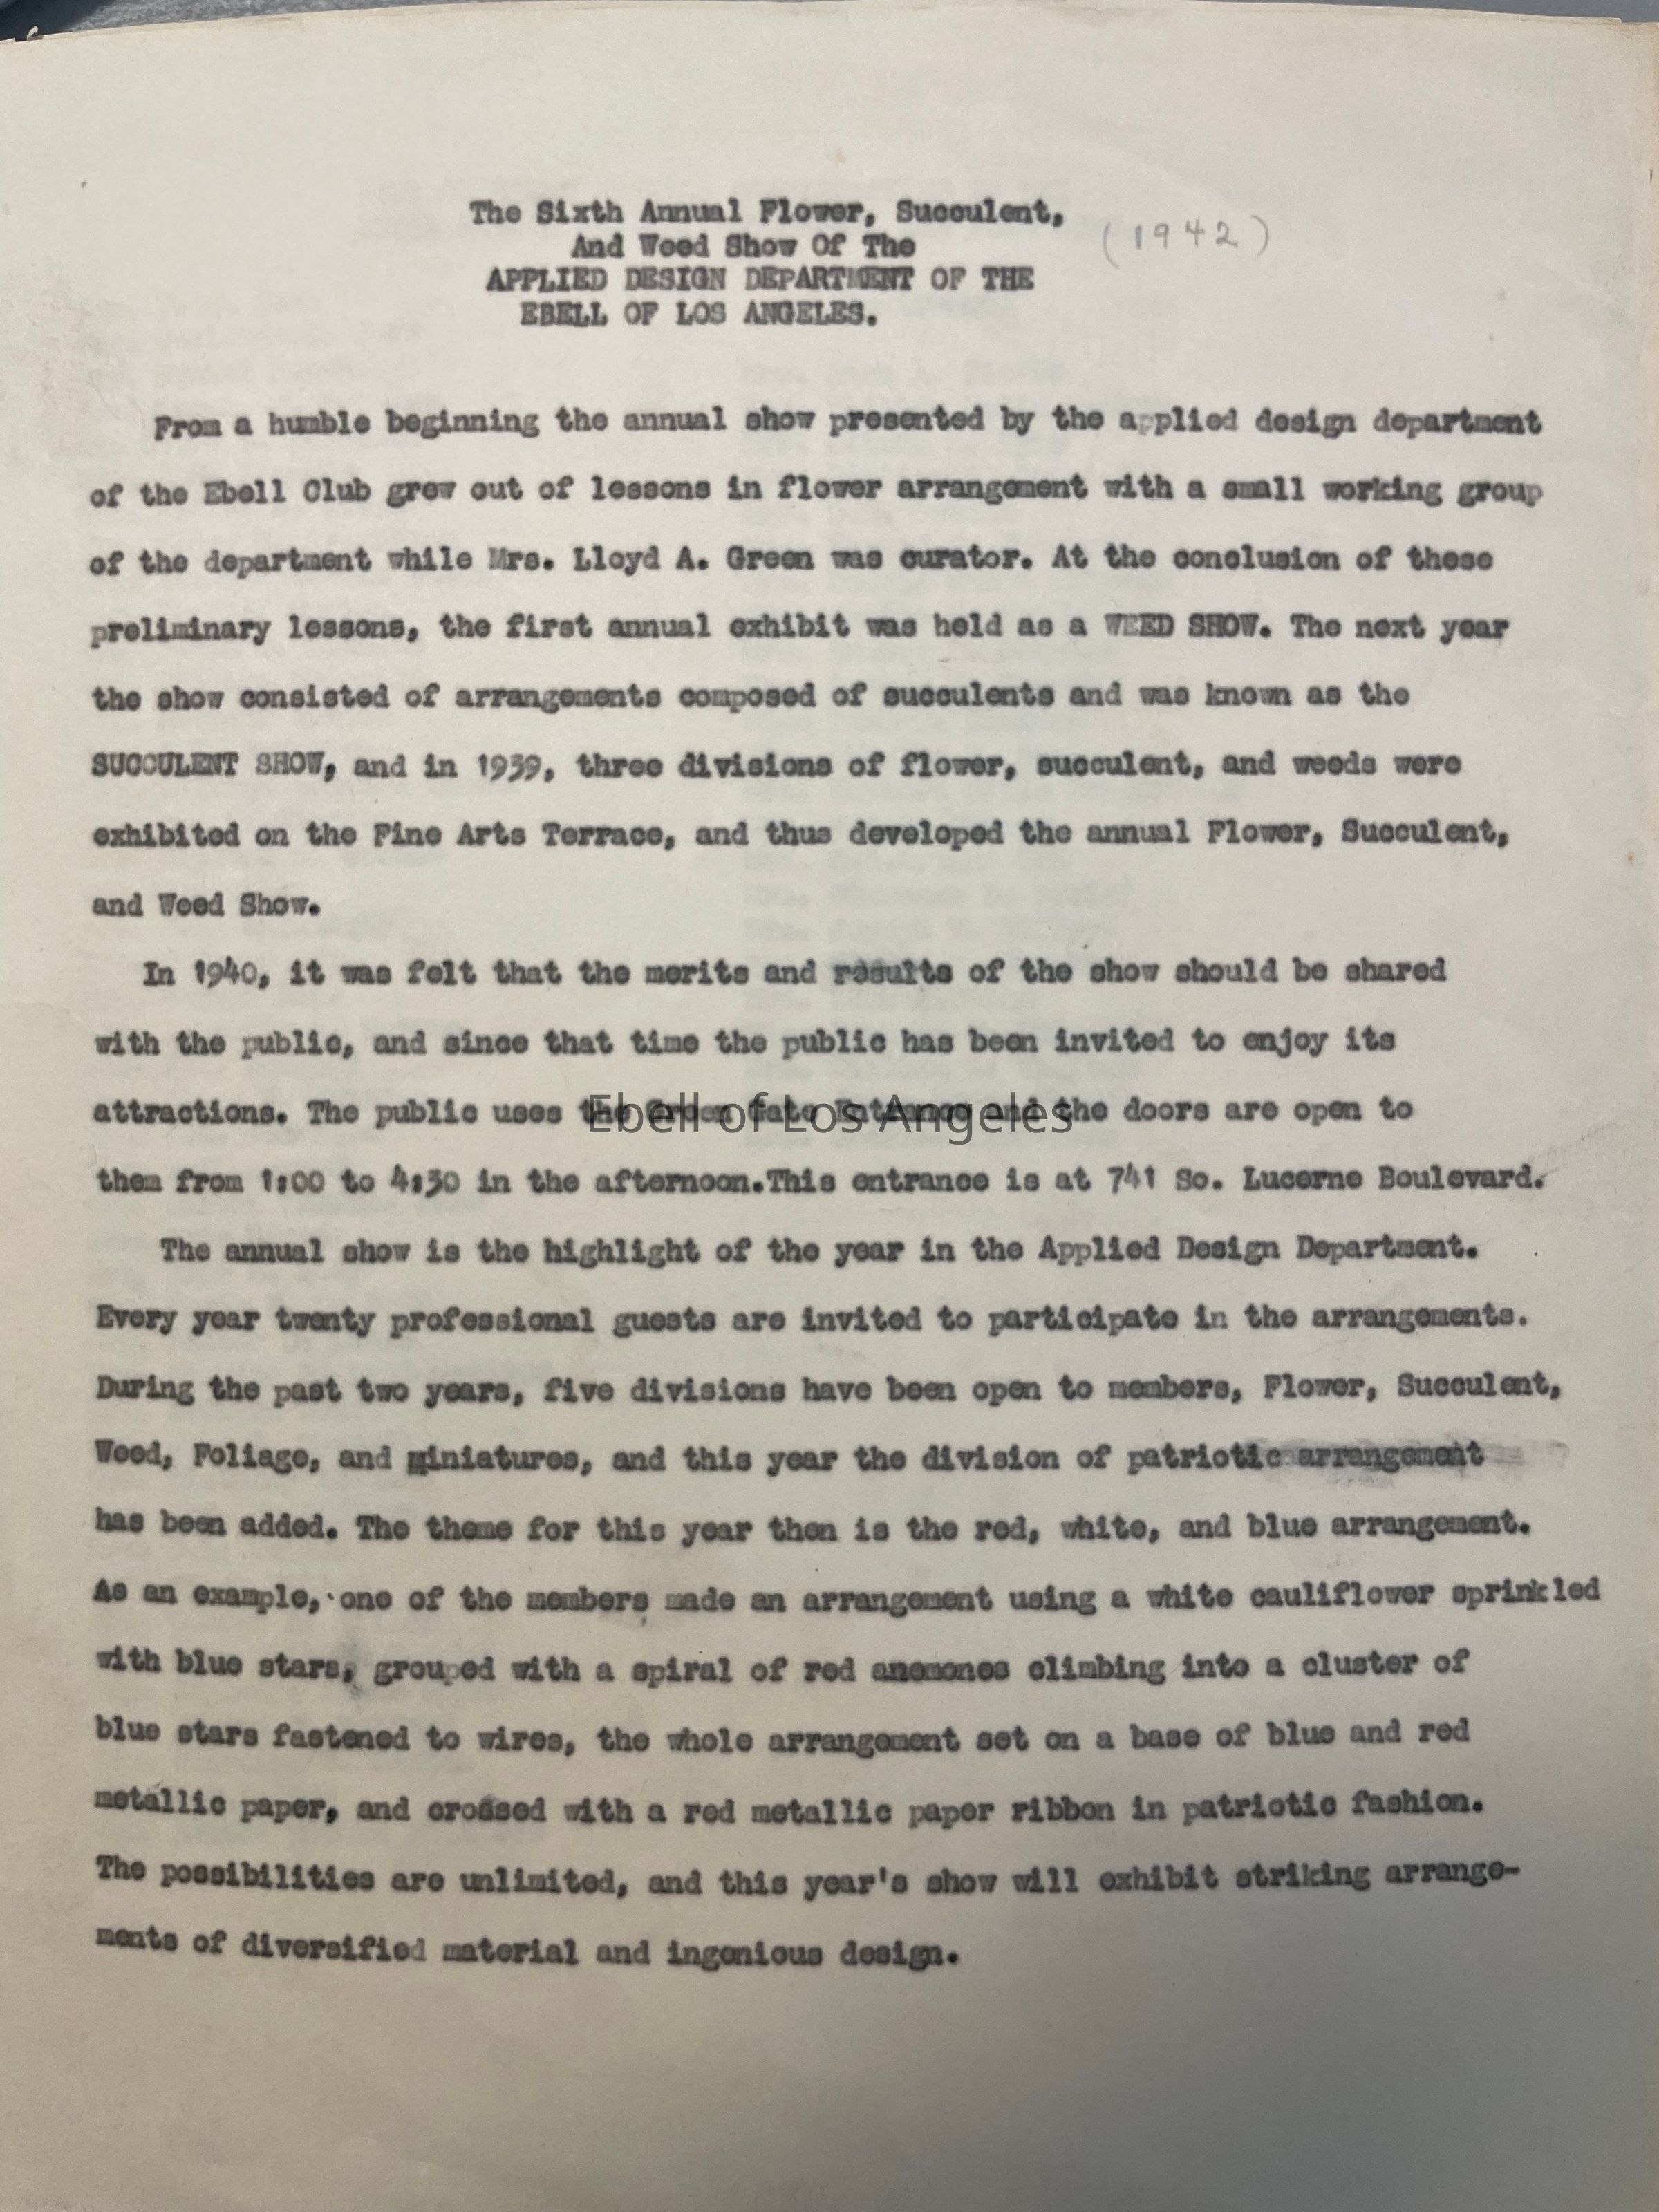 The Sixth Annual Flower, Succulent,
(1942)
And Weed Show Of The
APPLIED DESIGN DEPARTMENT OF THE
EBELL OF LOS ANGELES.
From a humble beginning the annual show presented by the applied design department
of the Ebell Club grew out of lessons in flower arrangement with a small working group
of the department while Mrs. Lloyd A. Green was curator. At the conclusion of these
preliminary lessons, the first annual exhibit was held as a WEED SHOW. The next year
the show consisted of arrangements composed of succulents and was known as the
SUCCULENT SHOW, and in 1939, three divisions of flower, succulent, and weeds were
exhibited on the Fine Arts Terrace, and thus developed the annual Flower, Succulent,
and Weed Show.
In 1940, it was felt that the merits and results of the show should be shared
with the public, and since that time the public has been invited to enjoy its
attractions. The public uses the Green Gate Entrance and the doors are open to
Ebell of Los Angeles
them from 1:00 to 4:30 in the afternoon.This entrance is at 741 So. Lucerne Boulevard.
The annual show is the highlight of the year in the Applied Design Department.
Every year twenty professional guests are invited to participate in the arrangements.
During the past two years, five divisions have been open to members, Flower, Succulent,
Weed, Foliage, and miniatures, and this year the division of patriotic arrangement
has been added. The theme for this year then is the red, white, and blue arrangement.
As an example, one of the members made an arrangement using a white cauliflower sprinkled
with blue stars, grouped with a spiral of red anemones climbing into a cluster of
blue stars fastened to wires, the whole arrangement set on a base of blue and red
metallic paper, and crossed with a red metallic paper ribbon in patriotic fashion.
The possibilities are unlimited, and this year's show will exhibit striking arrange-
ments of diversified material and ingenious design.